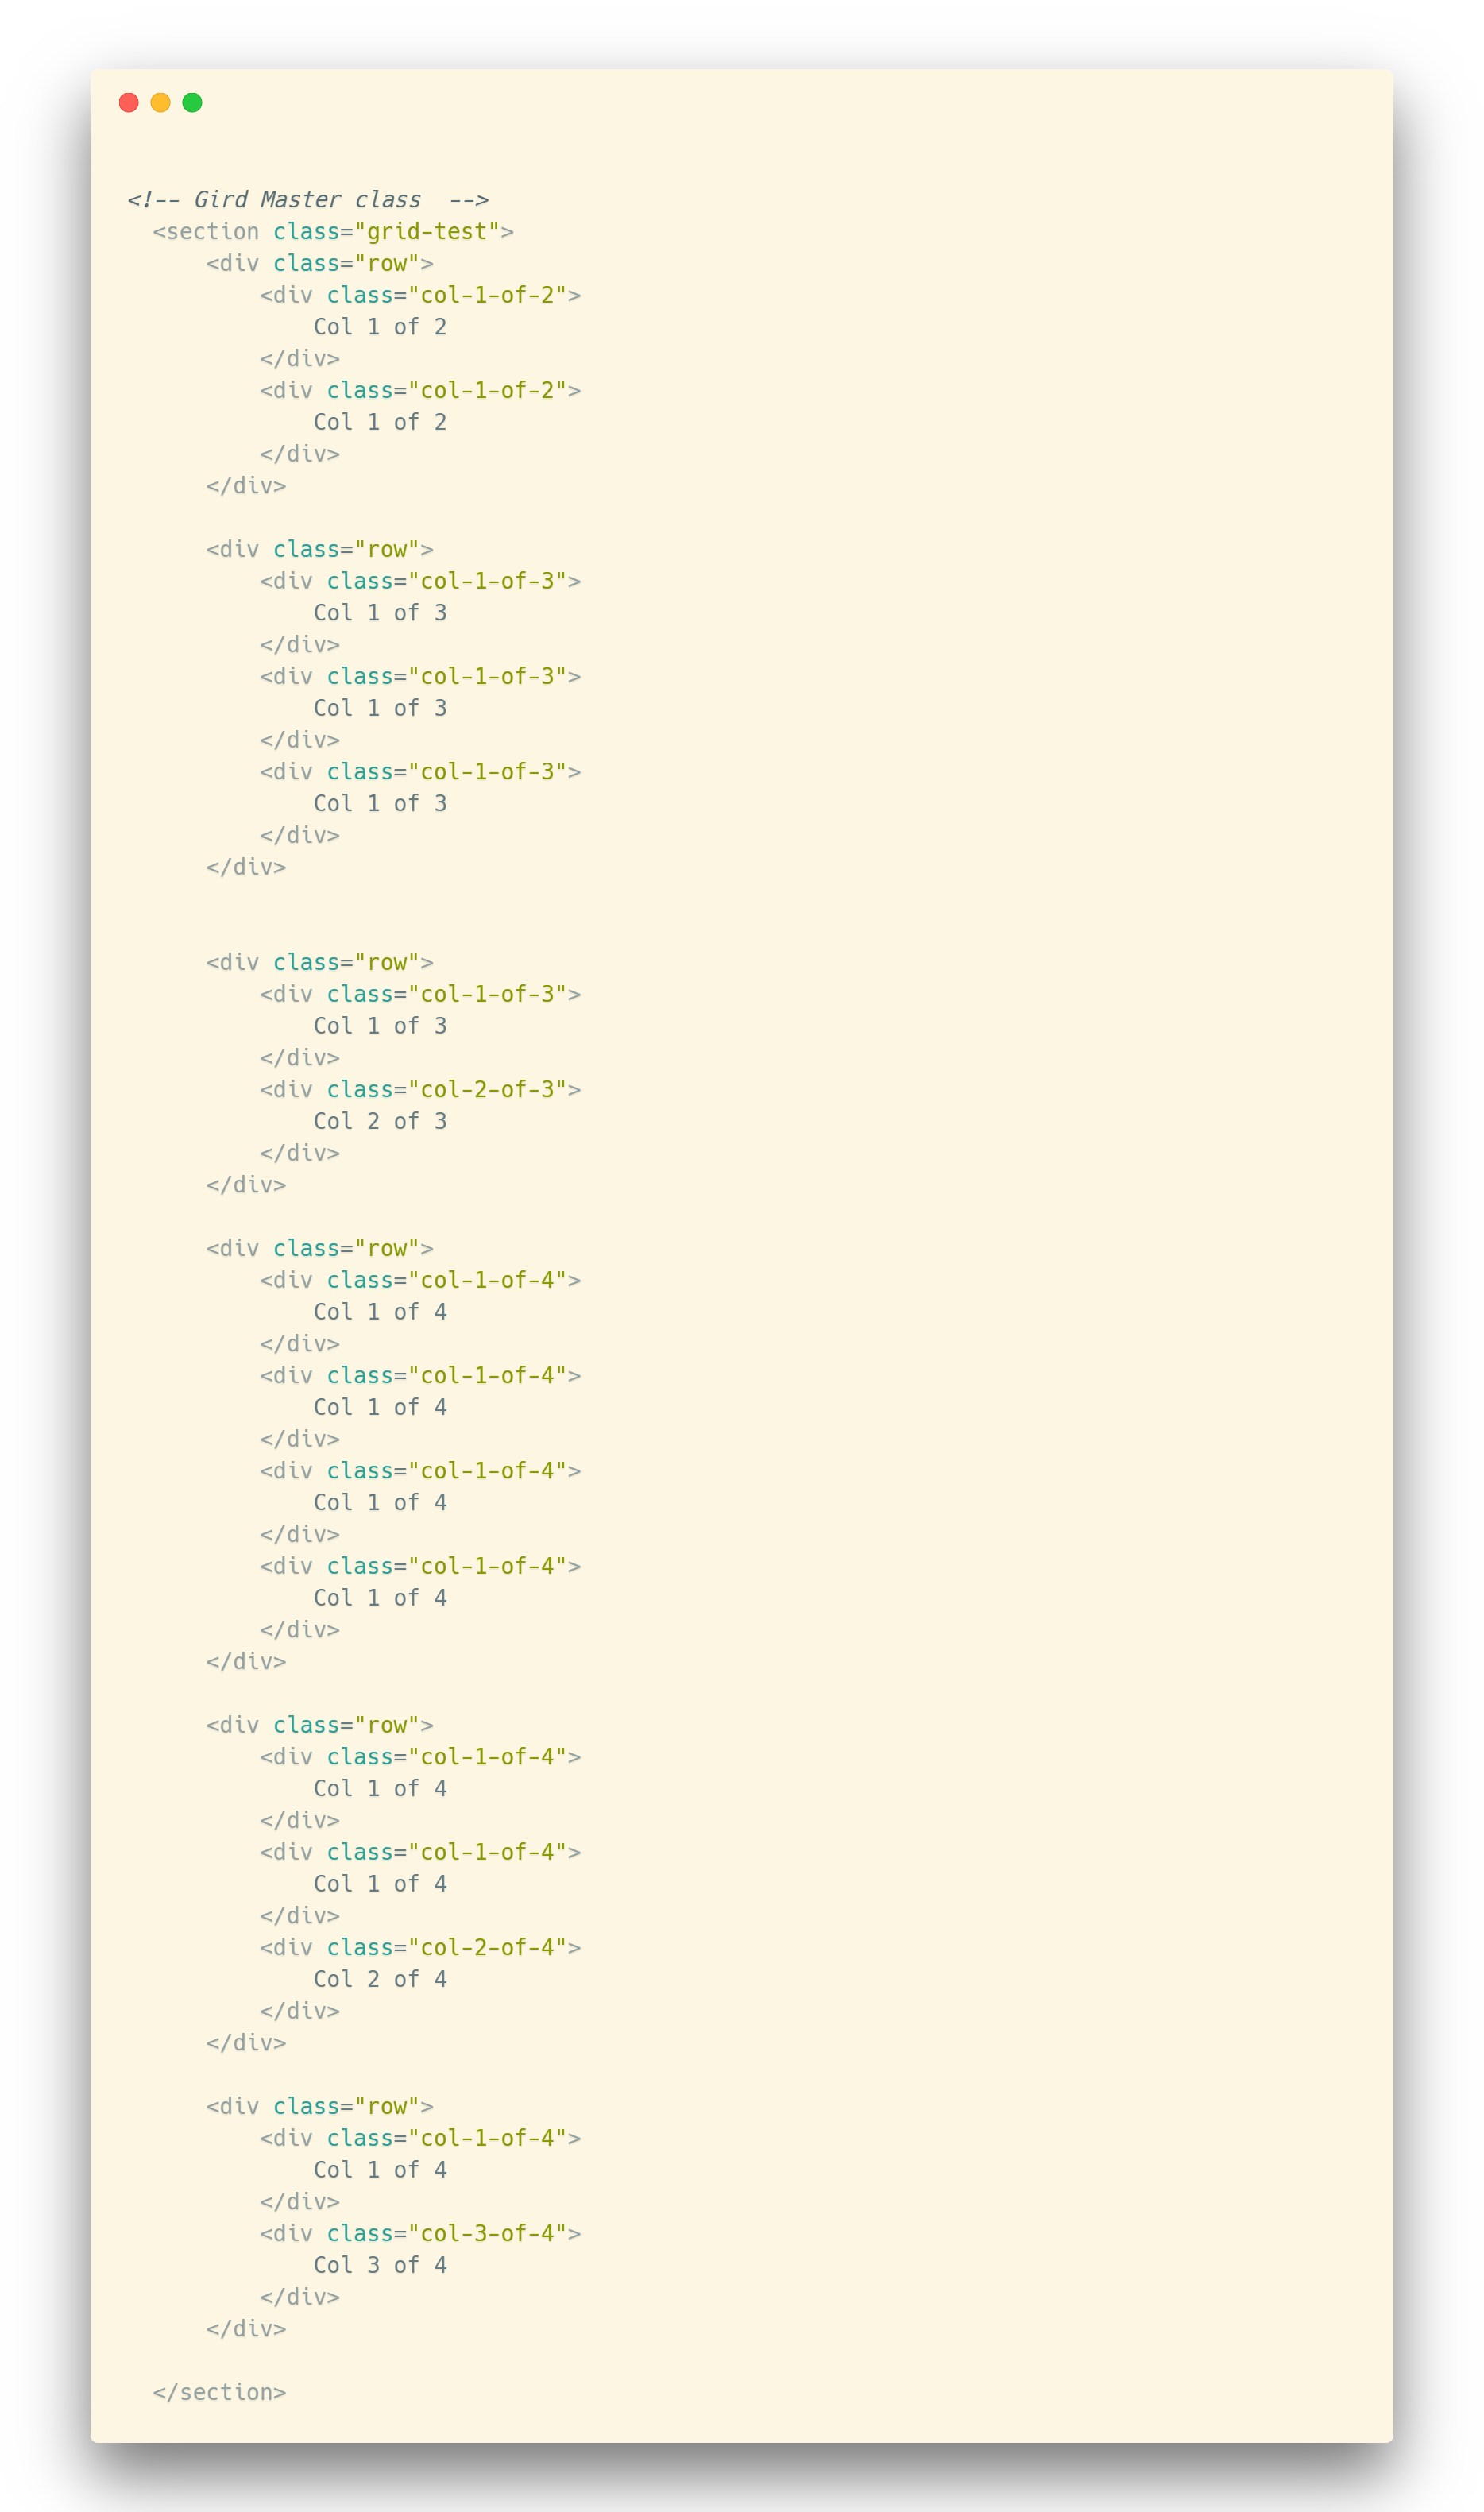 <!-- Gird Master class  -->
  <section class="grid-test">
      <div class="row">
          <div class="col-1-of-2">
              Col 1 of 2
          </div>
          <div class="col-1-of-2">
              Col 1 of 2
          </div>
      </div>

      <div class="row">
          <div class="col-1-of-3">
              Col 1 of 3
          </div>
          <div class="col-1-of-3">
              Col 1 of 3
          </div>
          <div class="col-1-of-3">
              Col 1 of 3
          </div>
      </div>


      <div class="row">
          <div class="col-1-of-3">
              Col 1 of 3
          </div>
          <div class="col-2-of-3">
              Col 2 of 3
          </div>
      </div>

      <div class="row">
          <div class="col-1-of-4">
              Col 1 of 4
          </div>
          <div class="col-1-of-4">
              Col 1 of 4
          </div>
          <div class="col-1-of-4">
              Col 1 of 4
          </div>
          <div class="col-1-of-4">
              Col 1 of 4
          </div>
      </div>

      <div class="row">
          <div class="col-1-of-4">
              Col 1 of 4
          </div>
          <div class="col-1-of-4">
              Col 1 of 4
          </div>
          <div class="col-2-of-4">
              Col 2 of 4
          </div>
      </div>

      <div class="row">
          <div class="col-1-of-4">
              Col 1 of 4
          </div>
          <div class="col-3-of-4">
              Col 3 of 4
          </div>
      </div>

  </section>